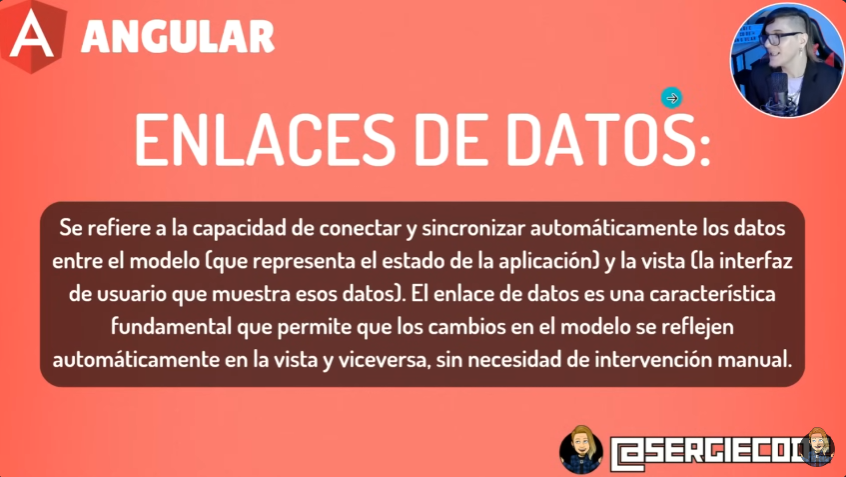 ANGULAR
ENLACES DE DATOS:
Se refiere a la capacidad de conectar y sincronizar automáticamente los datos
entre el modelo (que representa el estado de la aplicación) y la vista (la interfaz
de usuario que muestra esos datos). El enlace de datos es una característica
fundamental que permite que los cambios en el modelo se reflejen
automáticamente en la vista y viceversa, sin necesidad de intervención manual.